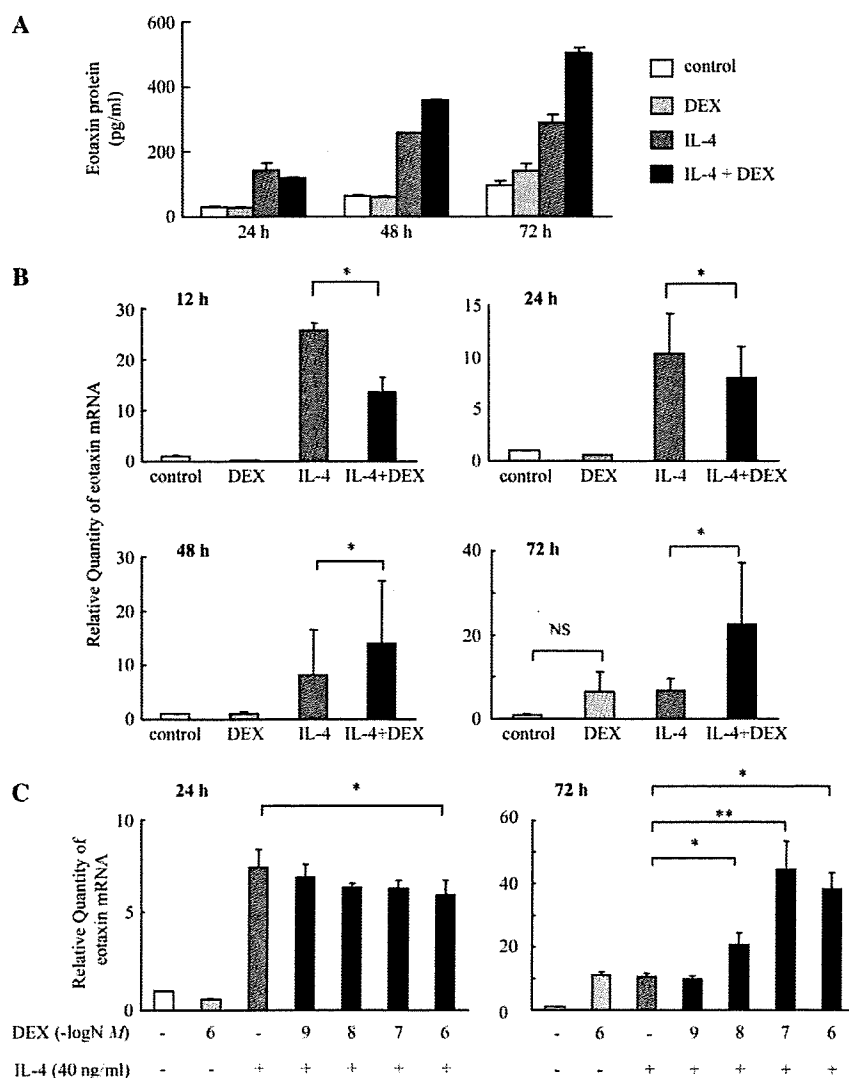 A
Eotaxin protein
(pg/ml)
600
400
200
0
24 h
48 h
72 h
control
DEX
IL-4
IL-4 + DEX
B
Relative Quantity of eotaxin mRNA
12 h
*
30
20
10
0
control DEX IL-4 IL-4+DEX
24 h
*
15
10
5
0
control DEX IL-4 IL-4+DEX
48 h
*
30
20
10
0
control DEX IL-4 IL-4+DEX
72 h
*
NS
40
20
0
control DEX IL-4 IL-4+DEX
C
Relative Quantity of
eotaxin mRNA
24 h
*
10
5
0
72 h
*
**
*
60
40
20
0
DEX (-logN M) - 6 - 9 8 7 6 - 6 - 9 8 7 6
IL-4 (40 ng/ml) - - + + + + + - - + + + + +